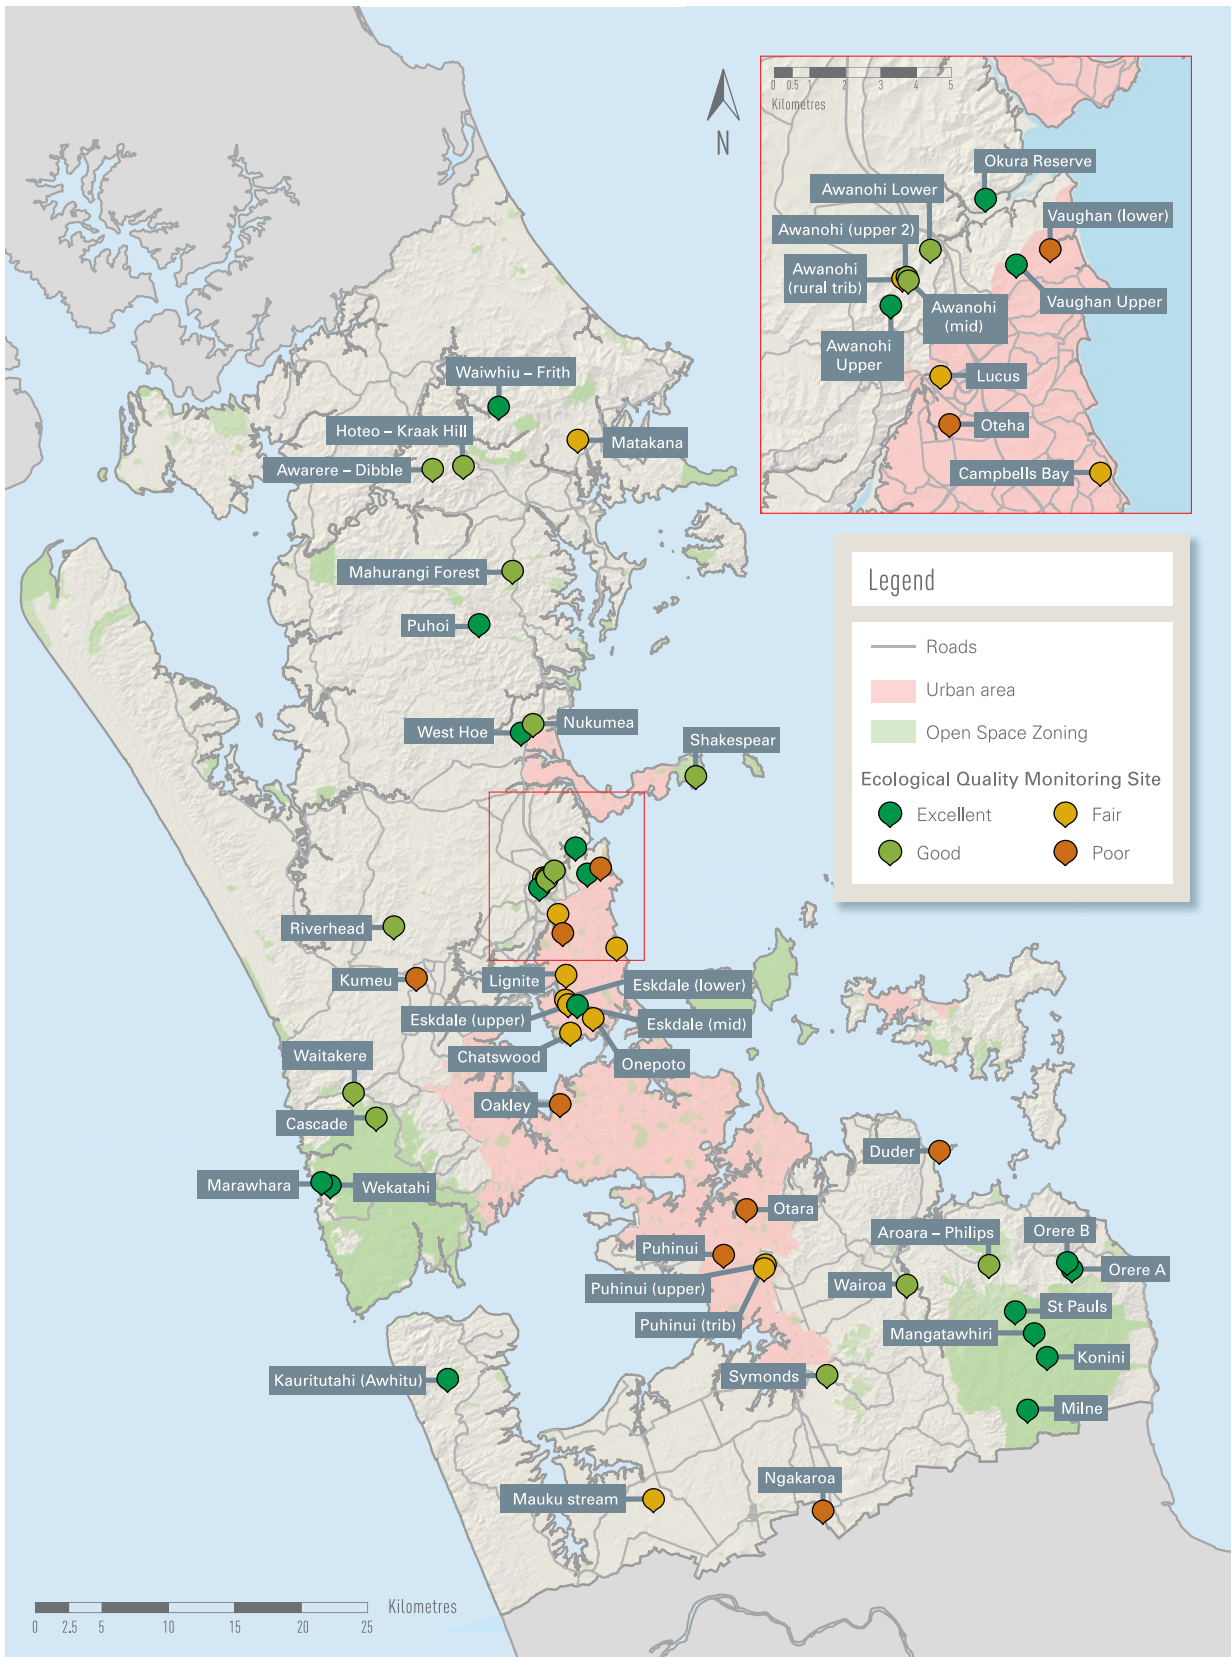 0 0.5 1 2 3 4 5
Kilometres
N
Okura Reserve
Awanohi Lower
Vaughan (lower)
Awanohi (upper 2)
Awanohi
(rural trib)
Vaughan Upper
Awanohi
(mid)
Awanohi
Upper
Lucus
Oteha
Campbells Bay
Waiwhiu – Frith
Hoteo – Kraak Hill
Matakana
Awarere – Dibble
Mahurangi Forest
Puhoi
West Hoe
Nukumea
Shakespear
Legend
Roads
Urban area
Open Space Zoning
Ecological Quality Monitoring Site
Excellent
Fair
Good
Poor
Riverhead
Kumeu
Lignite
Eskdale (lower)
Eskdale (upper)
Eskdale (mid)
Chatswood
Onepoto
Waitakere
Oakley
Cascade
Duder
Marawhara
Wekatahi
Otara
Aroara – Philips
Orere B
Puhinui
Orere A
Puhinui (upper)
Wairoa
St Pauls
Puhinui (trib)
Mangatawhiri
Konini
Kauritutahi (Awhitu)
Symonds
Milne
Ngakaroa
Mauku stream
Kilometres
0 2.5 5 10 15 20 25